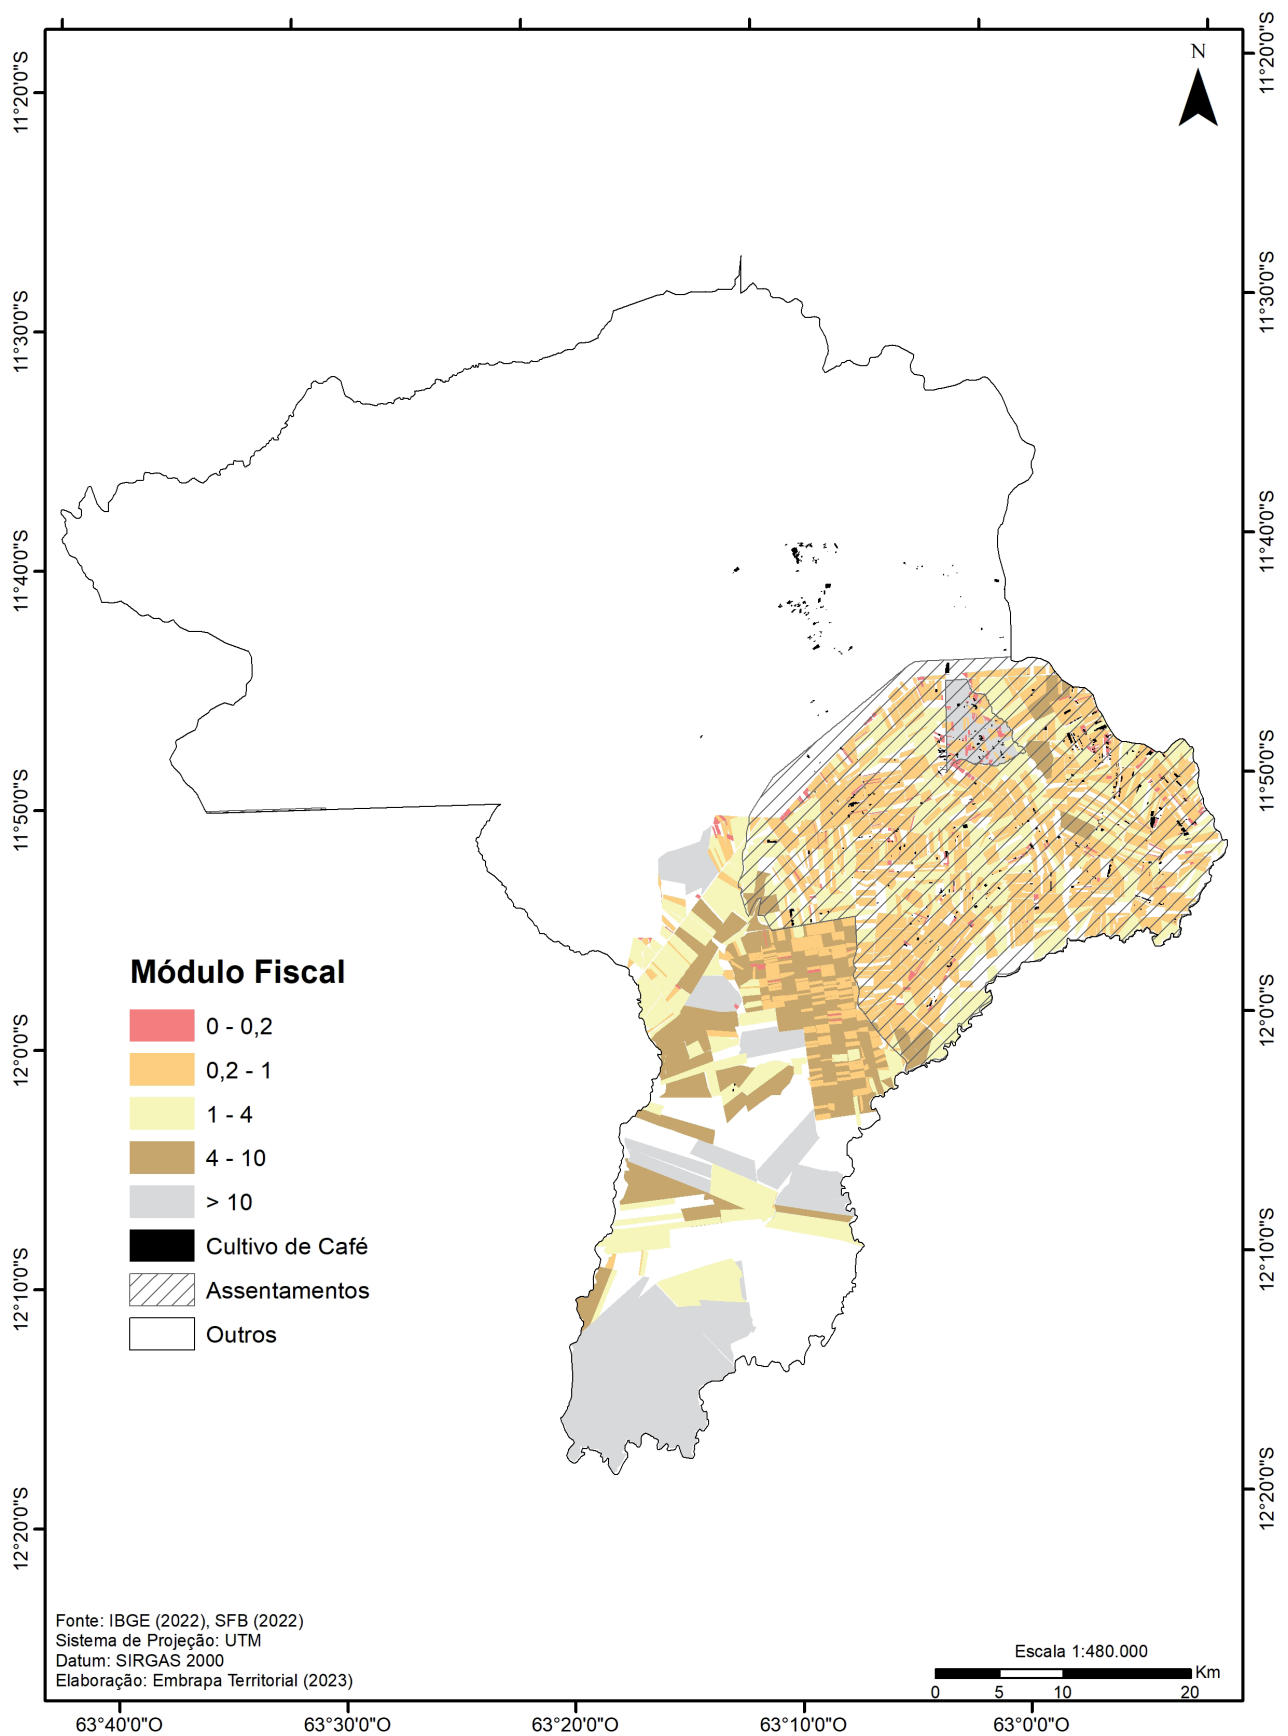 N
11°20'0"S
11°20'0"S
11°30'0"S
11°30'0"S
11°40'0"S
11°40'0"S
11°50'0"S
11°50'0"S
12°0'0"S
12°0'0"S
12°10'0"S
12°10'0"S
12°20'0"S
12°20'0"S
Módulo Fiscal
0 - 0,2
0,2 - 1
1 - 4
4 - 10
> 10
Cultivo de Café
Assentamentos
Outros
Fonte: IBGE (2022), SFB (2022)
Sistema de Projeção: UTM
Datum: SIRGAS 2000
Elaboração: Embrapa Territorial (2023)
Escala 1:480.000
Km
0 5 10 20
63°40'0"O 63°30'0"O 63°20'0"O 63°10'0"O 63°0'0"O